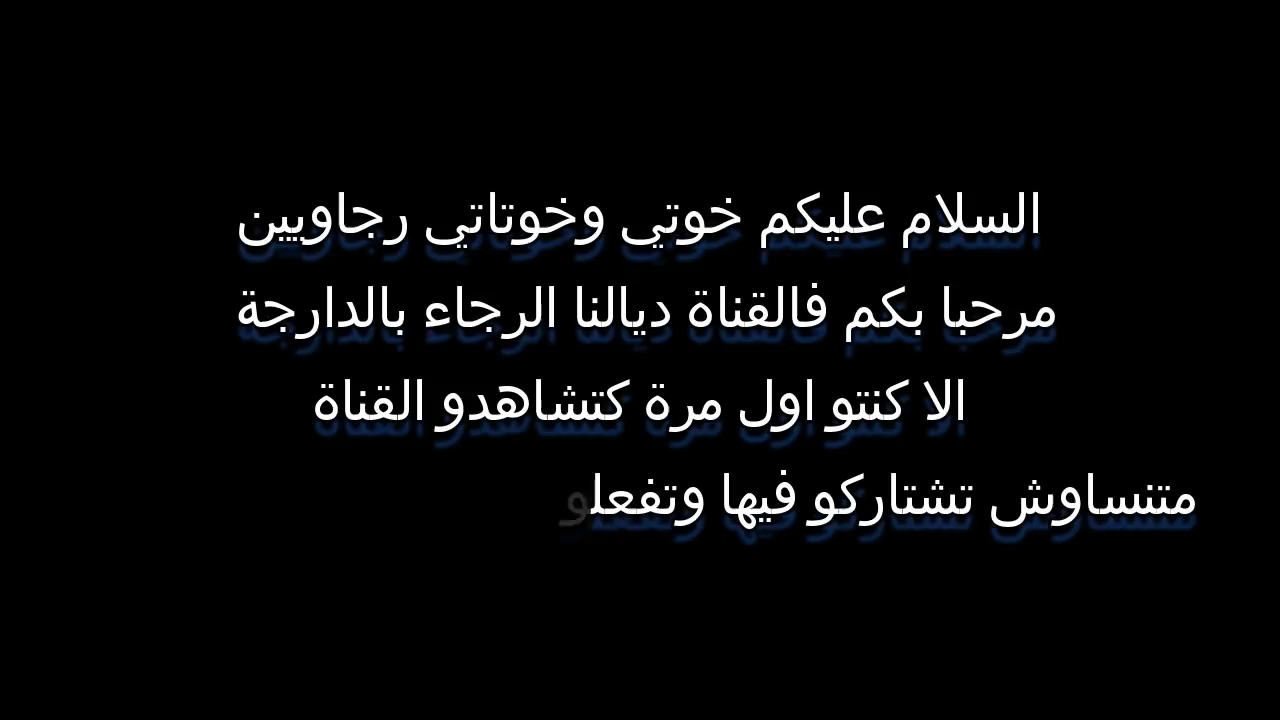 السلام عليكم خوتي وخوتاتي رجاويين
مرحبا بكم فالقناة ديالنا الرجاء بالدارجة
الا كنتو اول مرة كتشاهدو القناة
متنساوش تشتاركو فيها وتفعلو